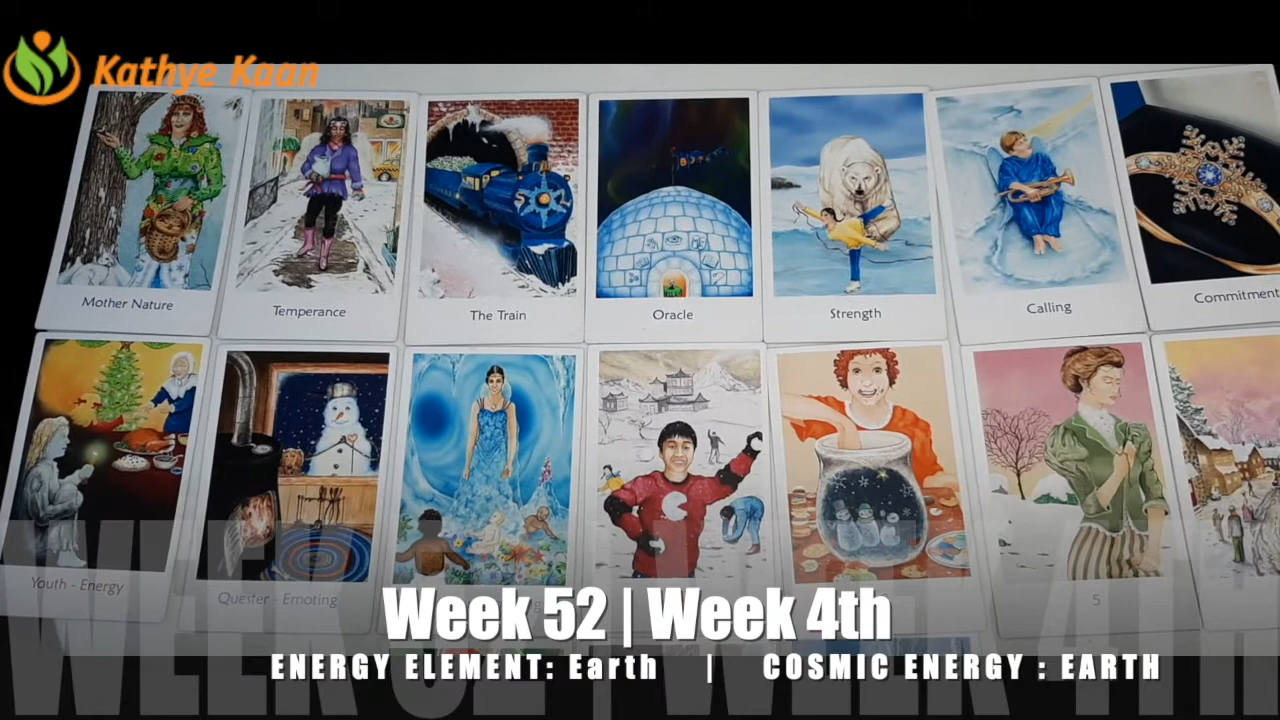 Kathye Kaan
Mother Nature
Temperance
The Train
Oracle
Strength
Calling
Commitment
Youth - Energy
Quester - Emoting
5
Week 52 | Week 4th
ENERGY ELEMENT: Earth | COSMIC ENERGY : EARTH